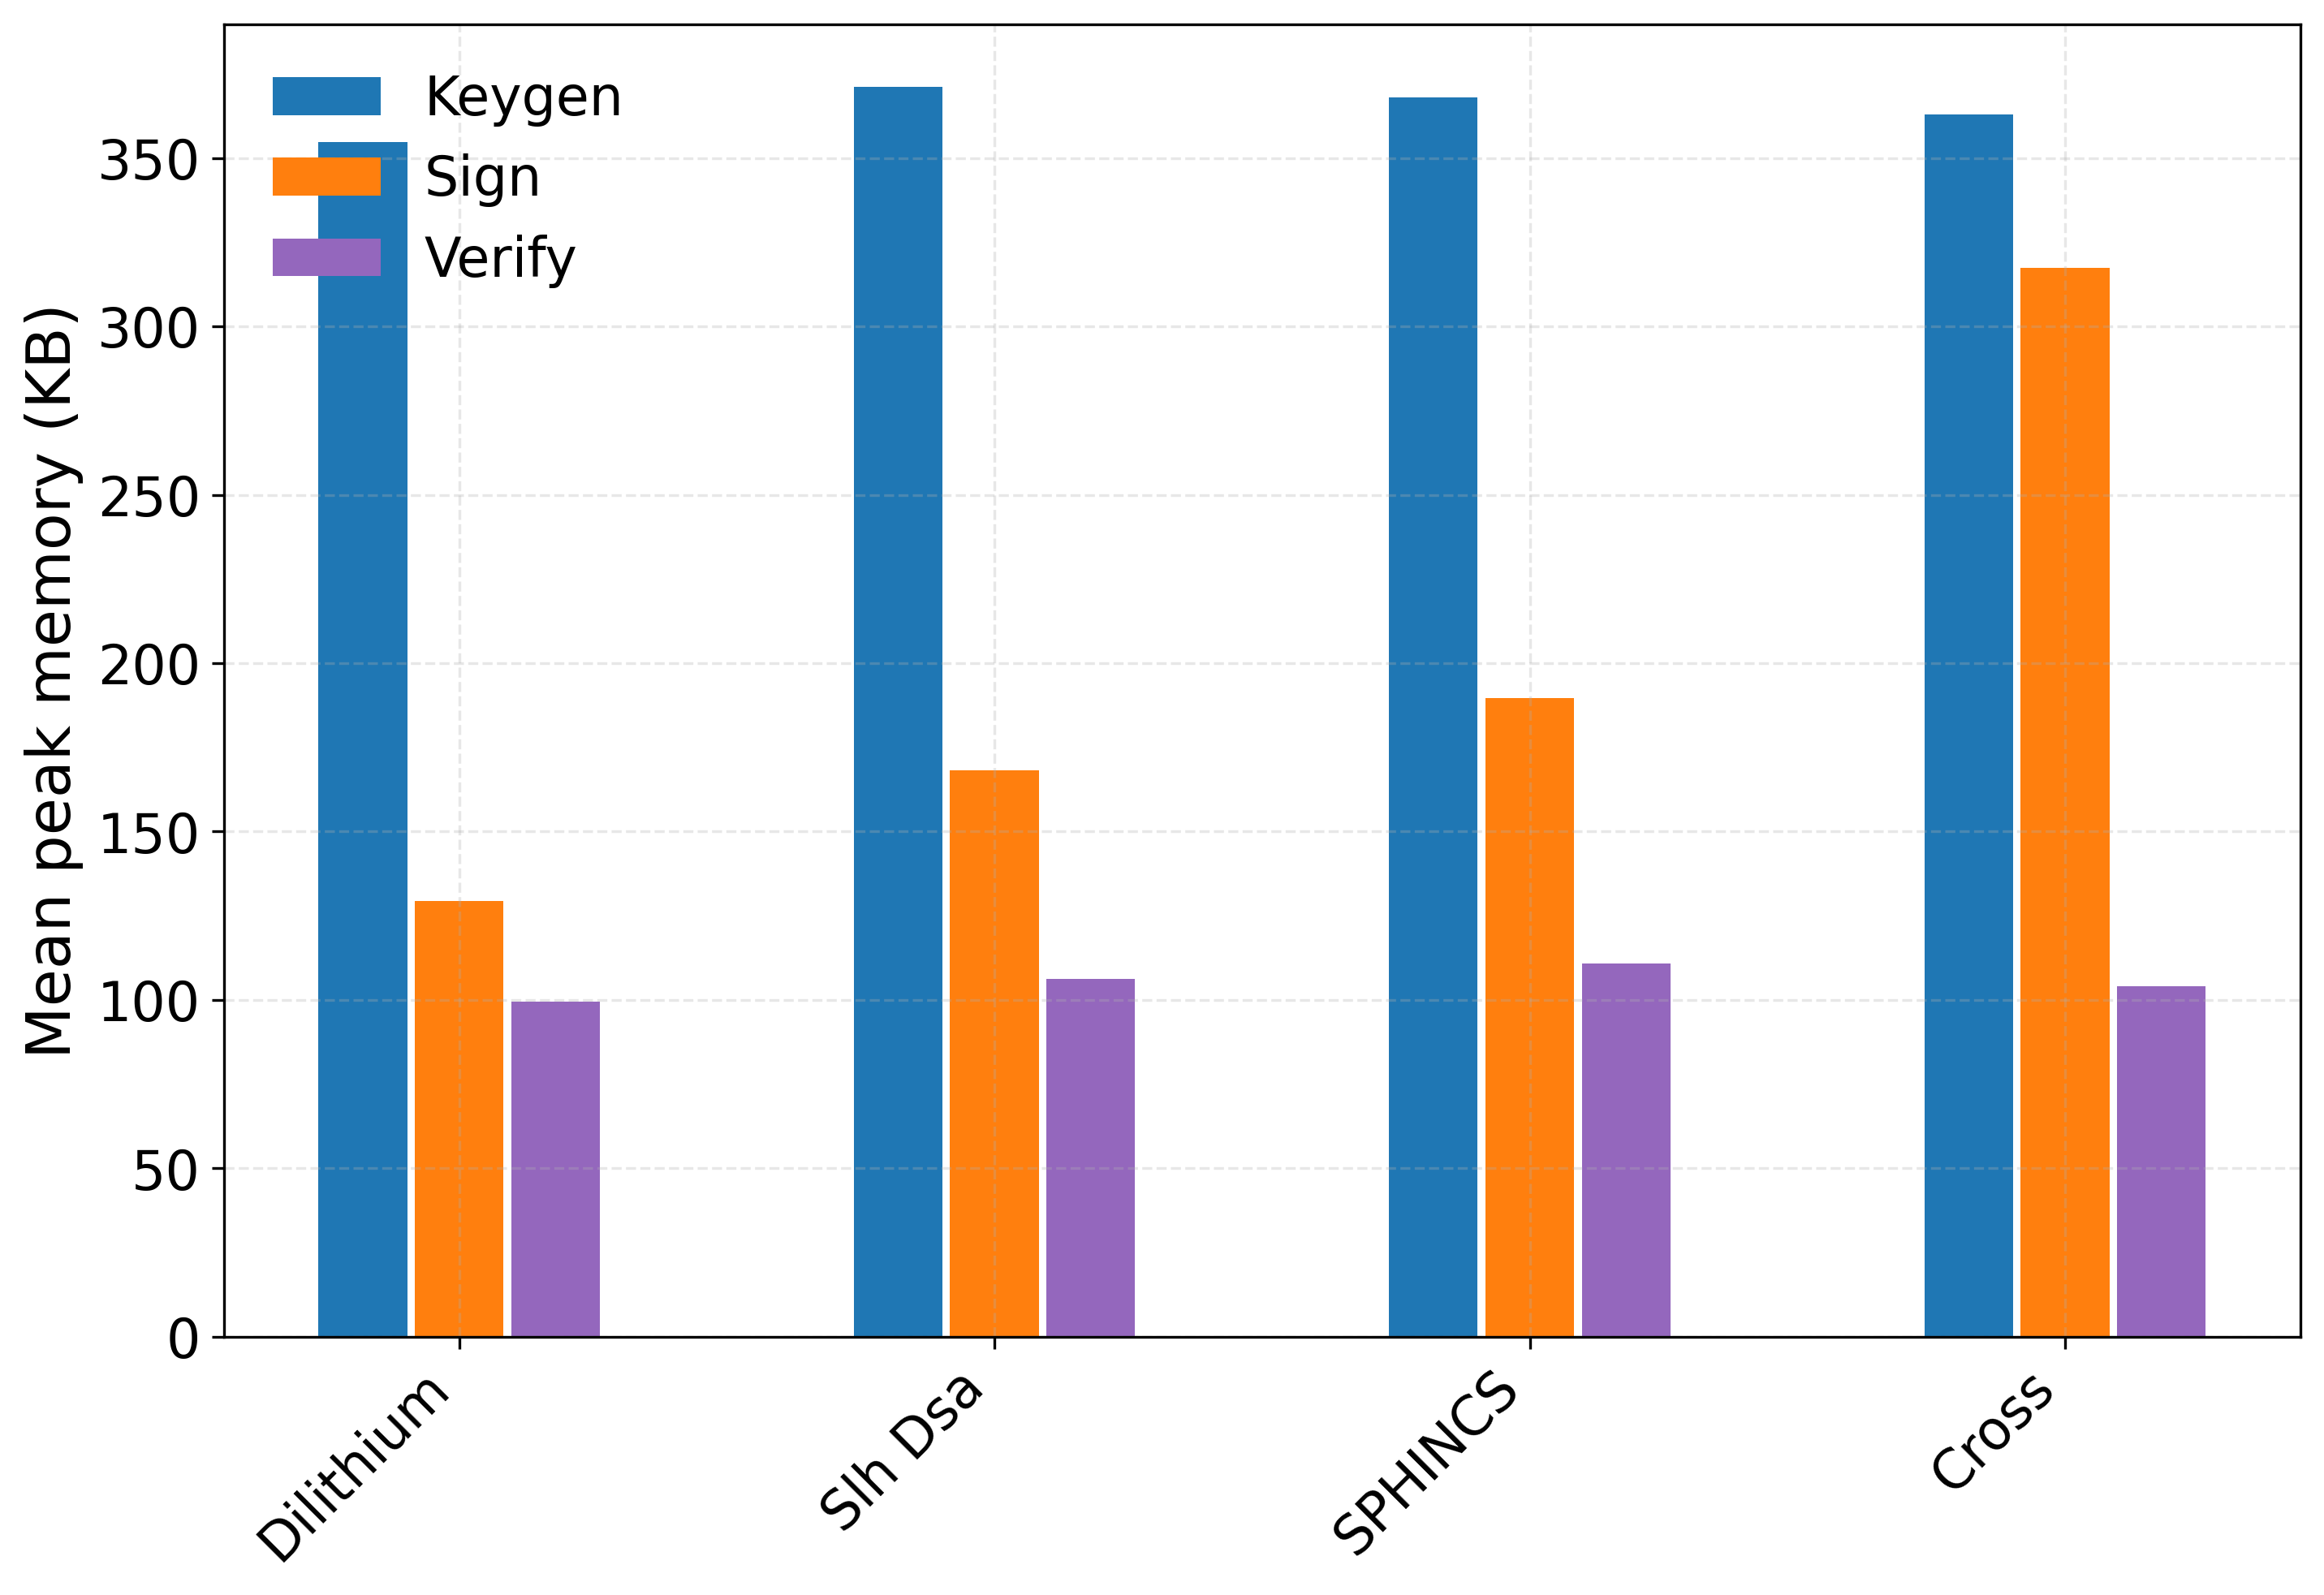 Keygen
Sign
Verify
Mean peak memory (KB)
350
300
250
200
150
100
50
0
Dilithium
Slh Dsa
SPHINCS
Cross